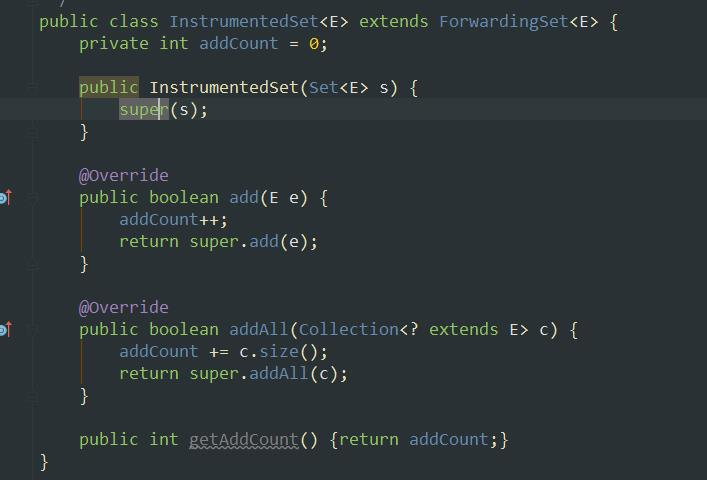 /
public class InstrumentedSet<E> extends ForwardingSet<E> {
private int addCount = 0;
public InstrumentedSet(Set<E> s) {
super(s);
}
@Override
public boolean add(E e) {
addCount++;
return super.add(e);
}
@Override
public boolean addAll(Collection<? extends E> c) {
addCount += c.size();
return super.addAll(c);
}
public int getAddCount() {return addCount;}
}